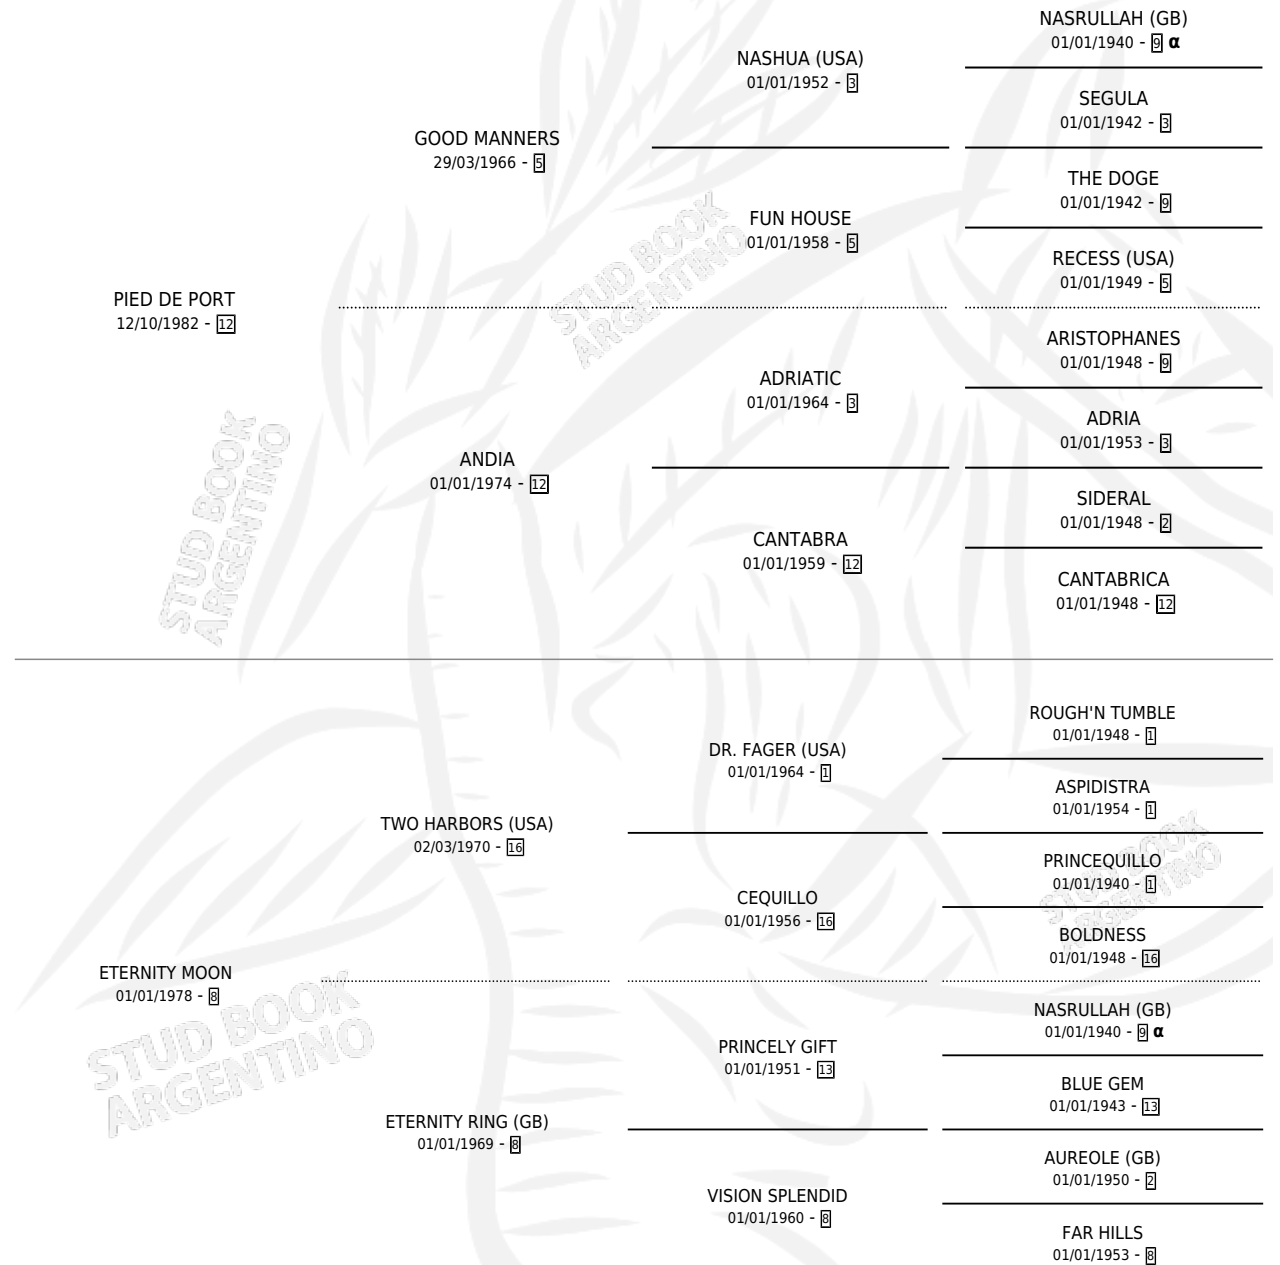 NASRULLAH (GB)
01/01/1940 - 9 α
NASHUA (USA)
01/01/1952 - 3
SEGULA
01/01/1942 - 3
GOOD MANNERS
29/03/1966 - 5
THE DOGE
01/01/1942 - 9
FUN HOUSE
01/01/1958 - 5
RECESS (USA)
01/01/1949 - 5
PIED DE PORT
12/10/1982 - 12
ARISTOPHANES
01/01/1948 - 9
ADRIATIC
01/01/1964 - 3
ADRIA
01/01/1953 - 3
ANDIA
01/01/1974 - 12
SIDERAL
01/01/1948 - 2
CANTABRA
01/01/1959 - 12
CANTABRICA
01/01/1948 - 12
ROUGH'N TUMBLE
01/01/1948 - 1
DR. FAGER (USA)
01/01/1964 - 1
ASPIDISTRA
01/01/1954 - 1
TWO HARBORS (USA)
02/03/1970 - 16
PRINCEQUILLO
01/01/1940 - 1
CEQUILLO
01/01/1956 - 16
BOLDNESS
01/01/1948 - 16
ETERNITY MOON
01/01/1978 - 8
NASRULLAH (GB)
01/01/1940 - 9 α
PRINCELY GIFT
01/01/1951 - 13
BLUE GEM
01/01/1943 - 13
ETERNITY RING (GB)
01/01/1969 - 8
AUREOLE (GB)
01/01/1950 - 2
VISION SPLENDID
01/01/1960 - 8
FAR HILLS
01/01/1953 - 8
STUD BOOK
ARGENTINO
STUD BOOK
ARGENTINO
STUD BOOK
ARGENTINO
STUD BOOK
ARGENTINO